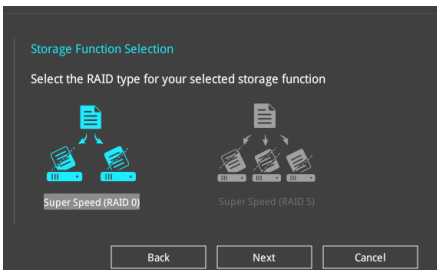 Storage Function Selection
Select the RAID type for your selected storage function
Super Speed (RAID 0)
Super Speed (RAID 5)
Back
Next
Cancel